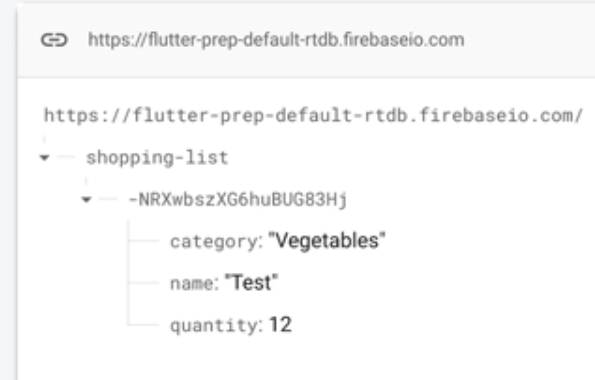 https://flutter-prep-default-rtdb.firebaseio.com
https://flutter-prep-default-rtdb.firebaseio.com/
shopping-list
-NRXwbszXG6huBUG83Hj
category: "Vegetables"
name: "Test"
quantity: 12